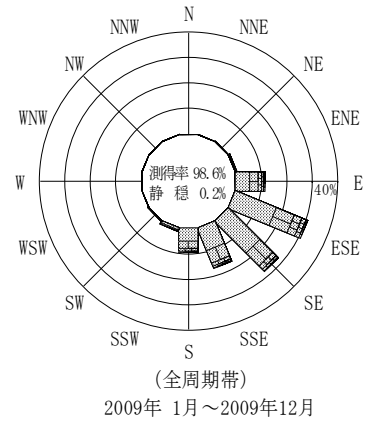 N
NNW NNE
NW NE
WNW ENE
測得率 98.6%
静 穏 0.2%
W 40% E
WSW ESE
SW SE
SSW SSE
S
(全周期帯)
2009年 1月～2009年12月